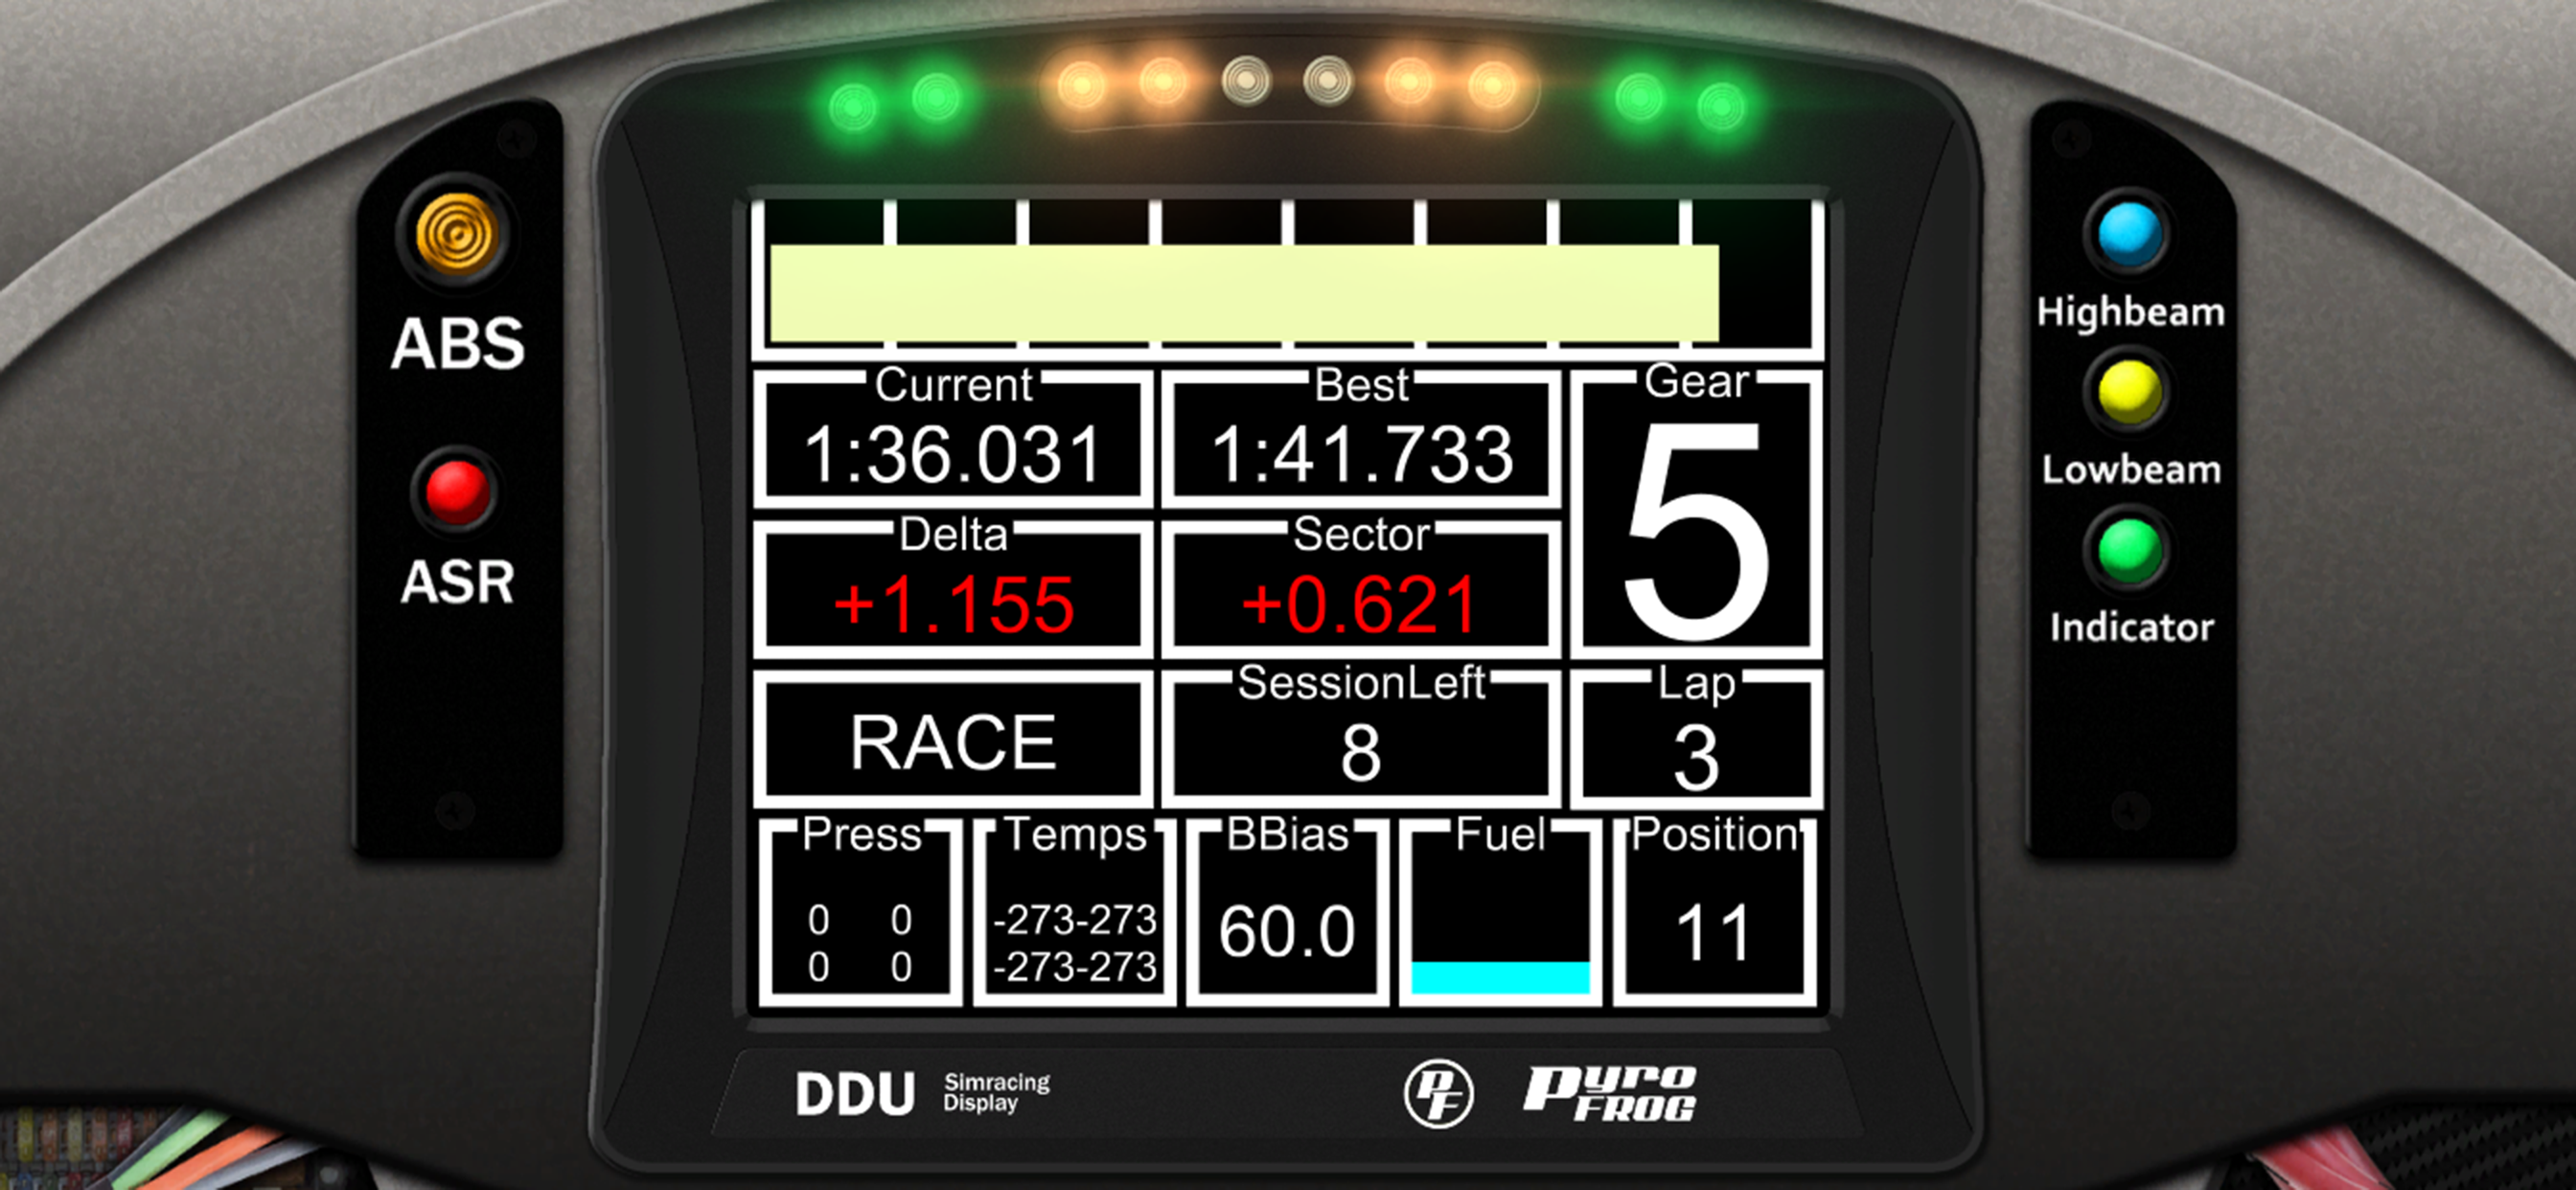 ABS
ASR
Current
1:36.031
Best
1:41.733
Gear
5
Delta
+1.155
Sector
+0.621
RACE
SessionLeft
8
Lap
3
Press
0 0
0 0
Temps
-273-273
-273-273
BBias
60.0
Fuel
Position
11
Highbeam
Lowbeam
Indicator
DDU
Simracing
Display
PF
PYRO
FROG